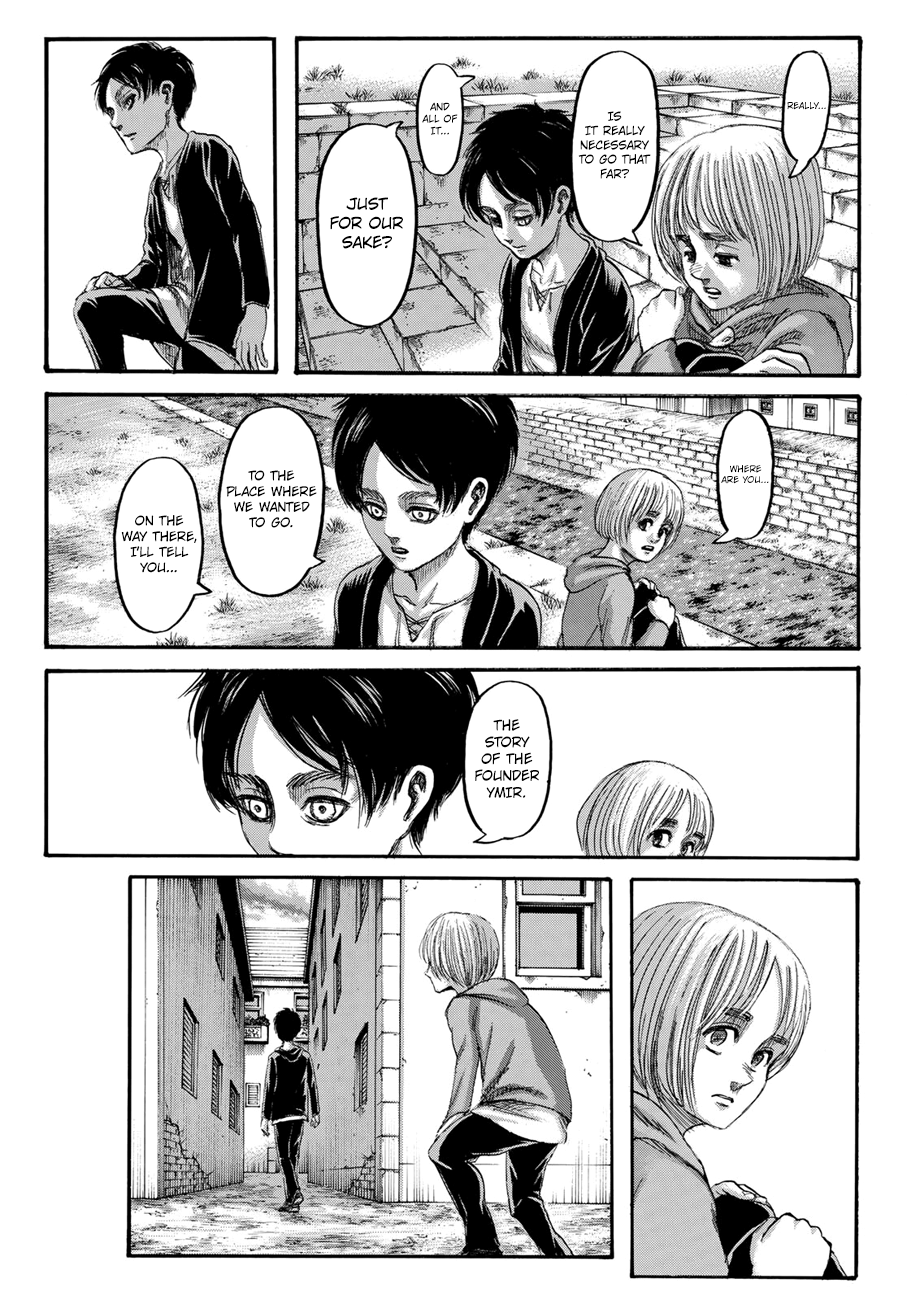 REALLY...
IS
IT REALLY
NECESSARY
TO GO THAT
FAR?
AND
ALL OF
IT...
JUST
FOR OUR
SAKE?
WHERE
ARE YOU...
TO THE
PLACE WHERE
WE WANTED
TO GO.
ON THE
WAY THERE,
I'LL TELL
YOU...
THE
STORY
OF THE
FOUNDER
YMIR.